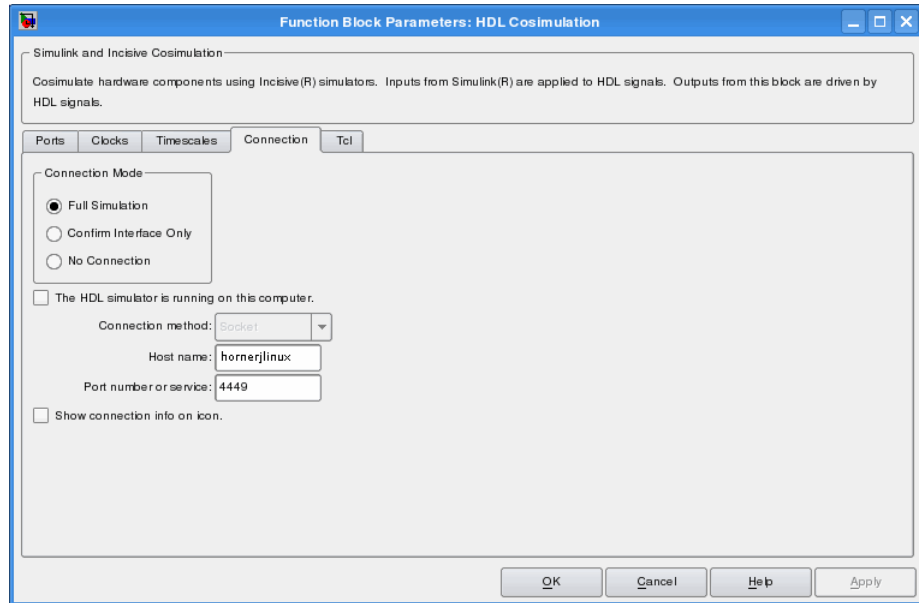 Function Block Parameters: HDL Cosimulation
Simulink and Incisive Cosimulation
Cosimulate hardware components using Incisive(R) simulators. Inputs from Simulink(R) are applied to HDL signals. Outputs from this block are driven by
HDL signals.
Ports Clocks Timescales Connection Tcl
Connection Mode
Full Simulation
Confirm Interface Only
No Connection
The HDL simulator is running on this computer.
Connection method: Socket
Host name: hornerjlinux
Port number or service: 4449
Show connection info on icon.
OK Cancel Help Apply